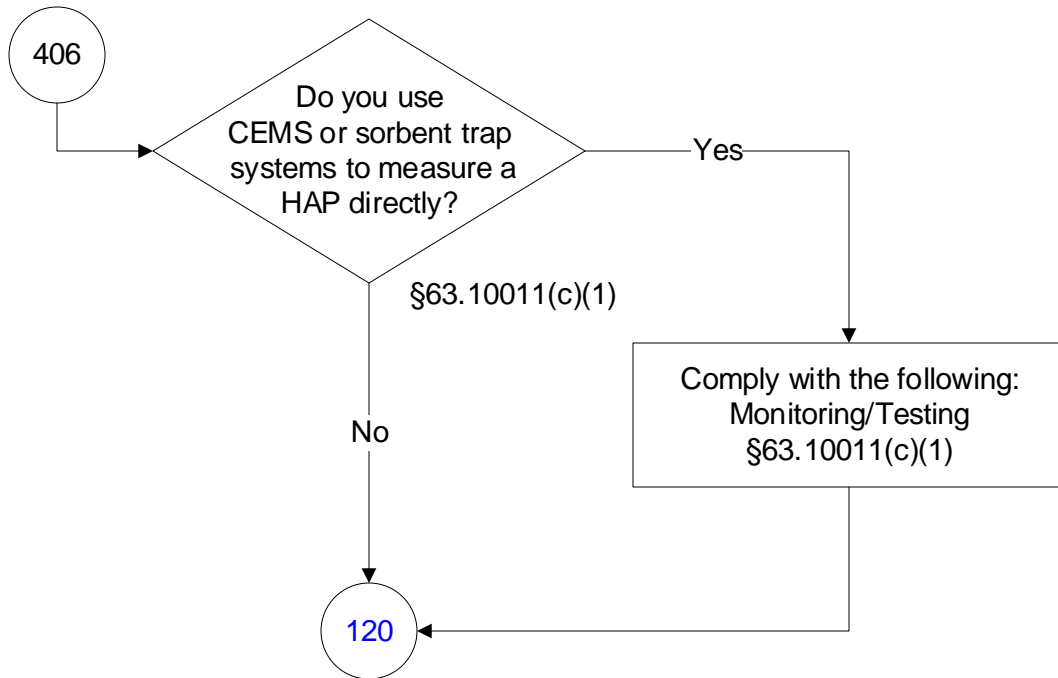 406
Do you use
CEMS or sorbent trap
systems to measure a
HAP directly?
Yes
§63.10011(c)(1)
Comply with the following:
Monitoring/Testing
§63.10011(c)(1)
No
120